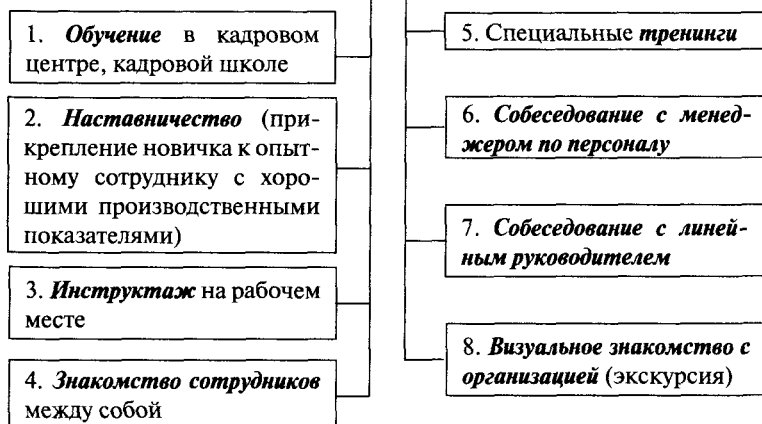 1. Обучение в кадровом
центре, кадровой школе
2. Наставничество (при-
крепление новичка к опыт-
ному сотруднику с хоро-
шими производственными
показателями)
3. Инструктаж на рабочем
месте
4. Знакомство сотрудников
между собой
5. Специальные тренинги
6. Собеседование с менед-
жером по персоналу
7. Собеседование с линей-
ным руководителем
8. Визуальное знакомство с
организацией (экскурсия)